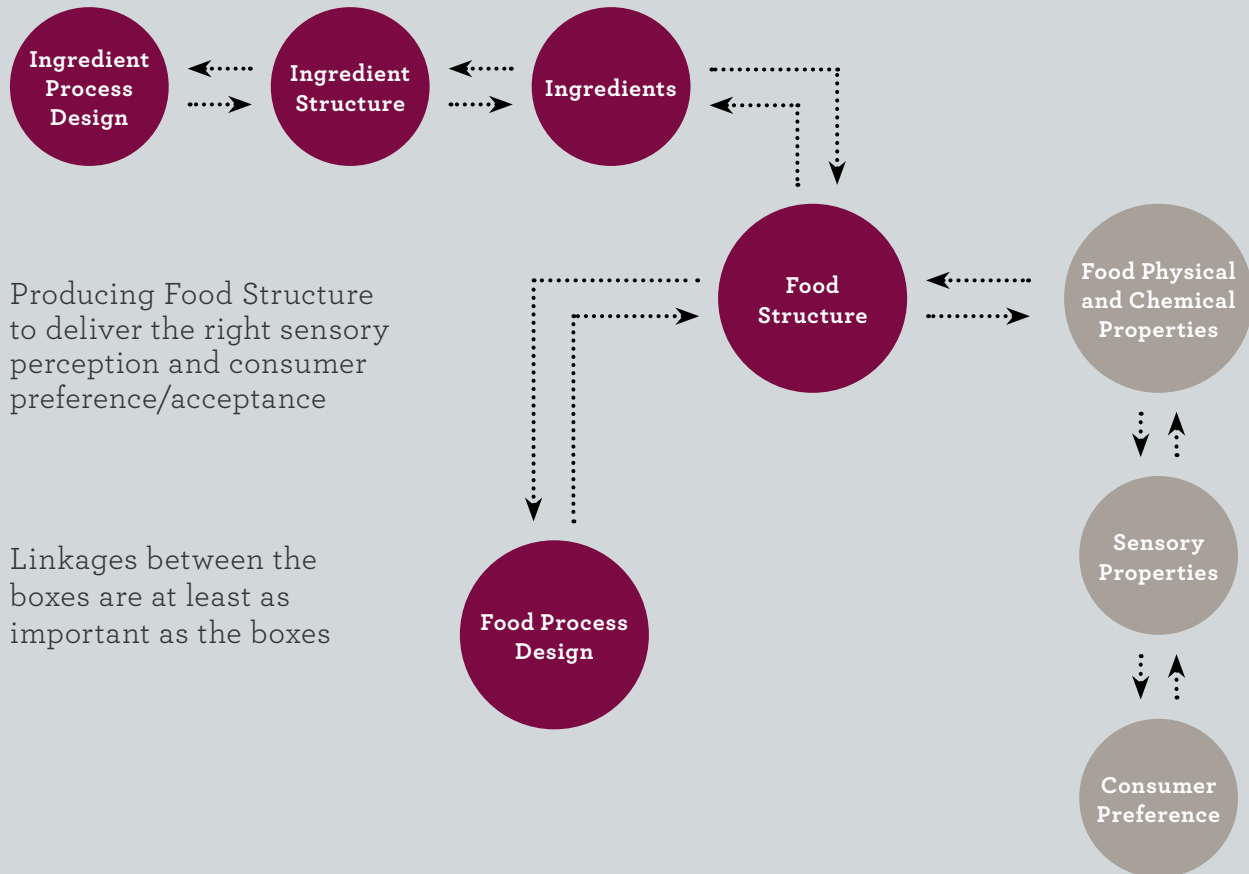 Ingredient
Process
Design
Ingredient
Structure
Ingredients
Food
Structure
Food Physical
and Chemical
Properties
Producing Food Structure
to deliver the right sensory
perception and consumer
preference/acceptance
Linkages between the
boxes are at least as
important as the boxes
Food Process
Design
Sensory
Properties
Consumer
Preference